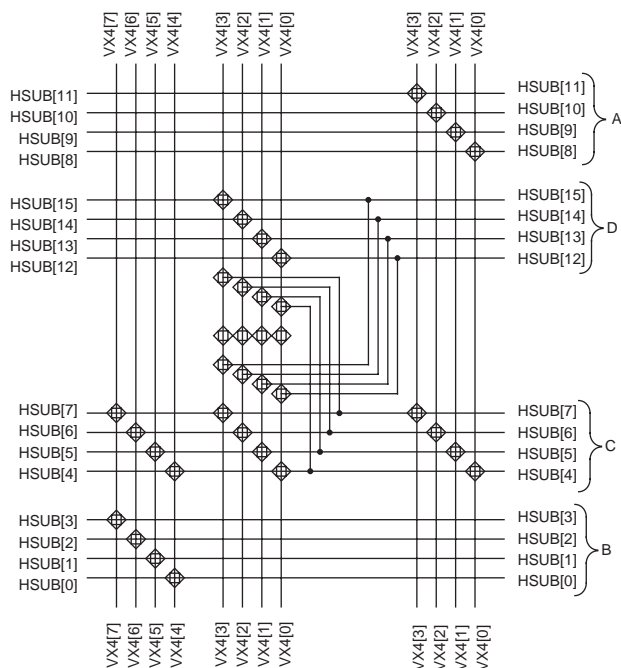 VX4[7] VX4[6] VX4[5] VX4[4] VX4[3] VX4[2] VX4[1] VX4[0] VX4[3] VX4[2] VX4[1] VX4[0]
HSUB[11] HSUB[11]
HSUB[10] HSUB[10]
HSUB[9] HSUB[9]
HSUB[8] HSUB[8]
A
HSUB[15] HSUB[15]
HSUB[14] HSUB[14]
HSUB[13] HSUB[13]
HSUB[12] HSUB[12]
D
HSUB[7] HSUB[7]
HSUB[6] HSUB[6]
HSUB[5] HSUB[5]
HSUB[4] HSUB[4]
C
HSUB[3] HSUB[3]
HSUB[2] HSUB[2]
HSUB[1] HSUB[1]
HSUB[0] HSUB[0]
B
VX4[7] VX4[6] VX4[5] VX4[4] VX4[3] VX4[2] VX4[1] VX4[0] VX4[3] VX4[2] VX4[1] VX4[0]